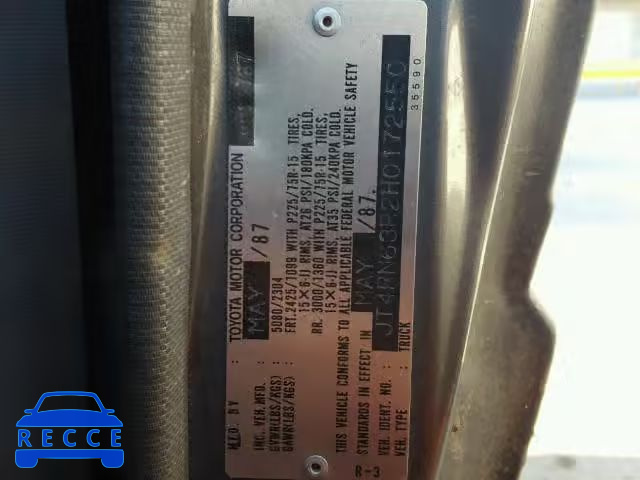 MFD. BY : TOYOTA MOTOR CORPORATION
INC. VEH. MFD. : MAY /87
GVWR(LBS/KGS) : 5080/2304
GAWR(LBS/KGS) : FRT. 2425/1099 WITH P225/75R-15 TIRES,
15×6-JJ RIMS, AT26 PSI/180KPA COLD.
RR. 3000/1360 WITH P225/75R-15 TIRES,
15×6-JJ RIMS, AT35 PSI/240KPA COLD.
THIS VEHICLE CONFORMS TO ALL APPLICABLE FEDERAL MOTOR VEHICLE SAFETY
STANDARDS IN EFFECT IN MAY /87.
VEH. IDENT. NO. : JT4RN63R2H0172550
VEH. TYPE : TRUCK
35590
8-3
RECCE